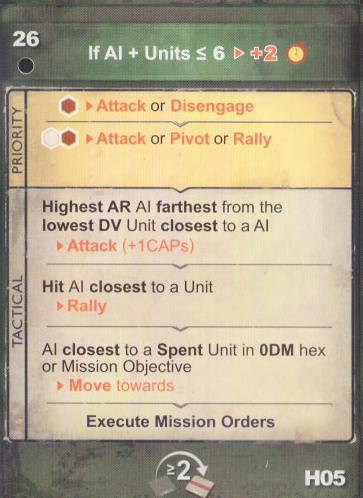 26
If AI + Units ≤ 6 ▷ +2
PRIORITY
▶Attack or Disengage
▶Attack or Pivot or Rally
TACTICAL
Highest AR AI farthest from the
lowest DV Unit closest to a AI
▶Attack (+1CAPs)
Hit AI closest to a Unit
▶Rally
AI closest to a Spent Unit in 0DM hex
or Mission Objective
▶Move towards
Execute Mission Orders
≥2
H05